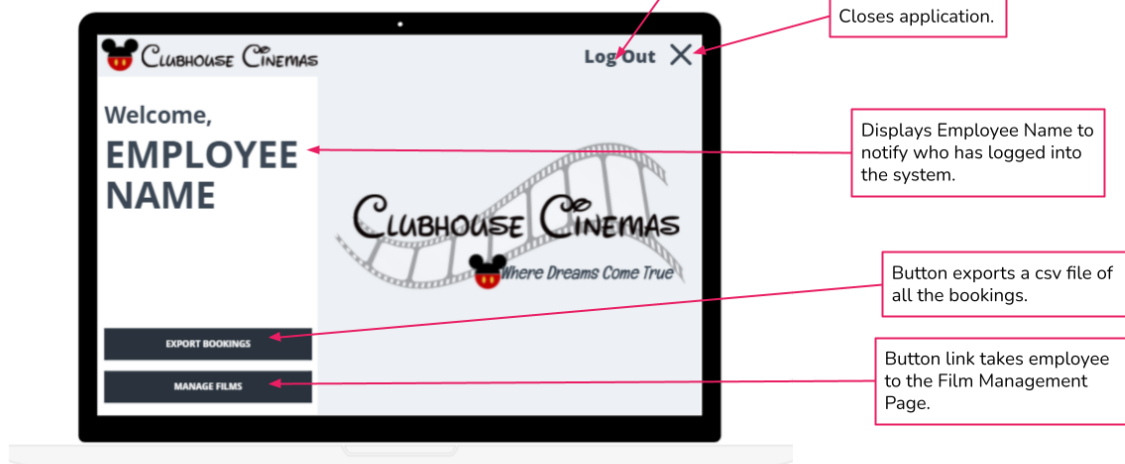 Closes application.
CLUBHOUSE CINEMAS
Log Out
Welcome,
EMPLOYEE
NAME
Displays Employee Name to
notify who has logged into
the system.
CLUBHOUSE CINEMAS
Where Dreams Come True
Button exports a csv file of
all the bookings.
EXPORT BOOKINGS
Button link takes employee
to the Film Management
Page.
MANAGE FILMS